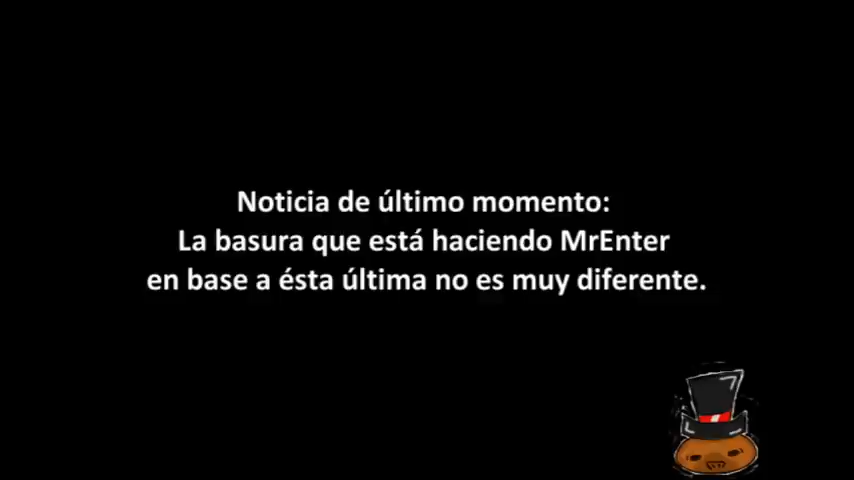 Noticia de último momento:
La basura que está haciendo MrEnter
en base a ésta última no es muy diferente.